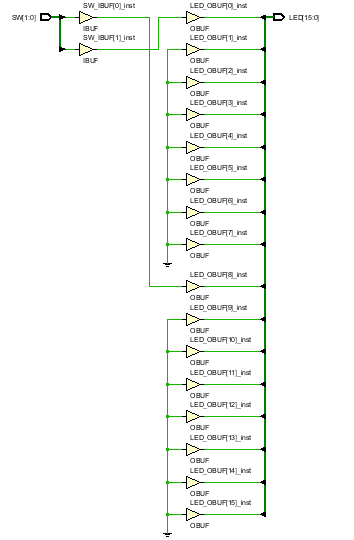 SW[1:0]
SW_IBUF[0]_inst
IBUF
SW_IBUF[1]_inst
IBUF
LED_OBUF[0]_inst
OBUF
LED[15:0]
LED_OBUF[1]_inst
OBUF
LED_OBUF[2]_inst
OBUF
LED_OBUF[3]_inst
OBUF
LED_OBUF[4]_inst
OBUF
LED_OBUF[5]_inst
OBUF
LED_OBUF[6]_inst
OBUF
LED_OBUF[7]_inst
OBUF
LED_OBUF[8]_inst
OBUF
LED_OBUF[9]_inst
OBUF
LED_OBUF[10]_inst
OBUF
LED_OBUF[11]_inst
OBUF
LED_OBUF[12]_inst
OBUF
LED_OBUF[13]_inst
OBUF
LED_OBUF[14]_inst
OBUF
LED_OBUF[15]_inst
OBUF